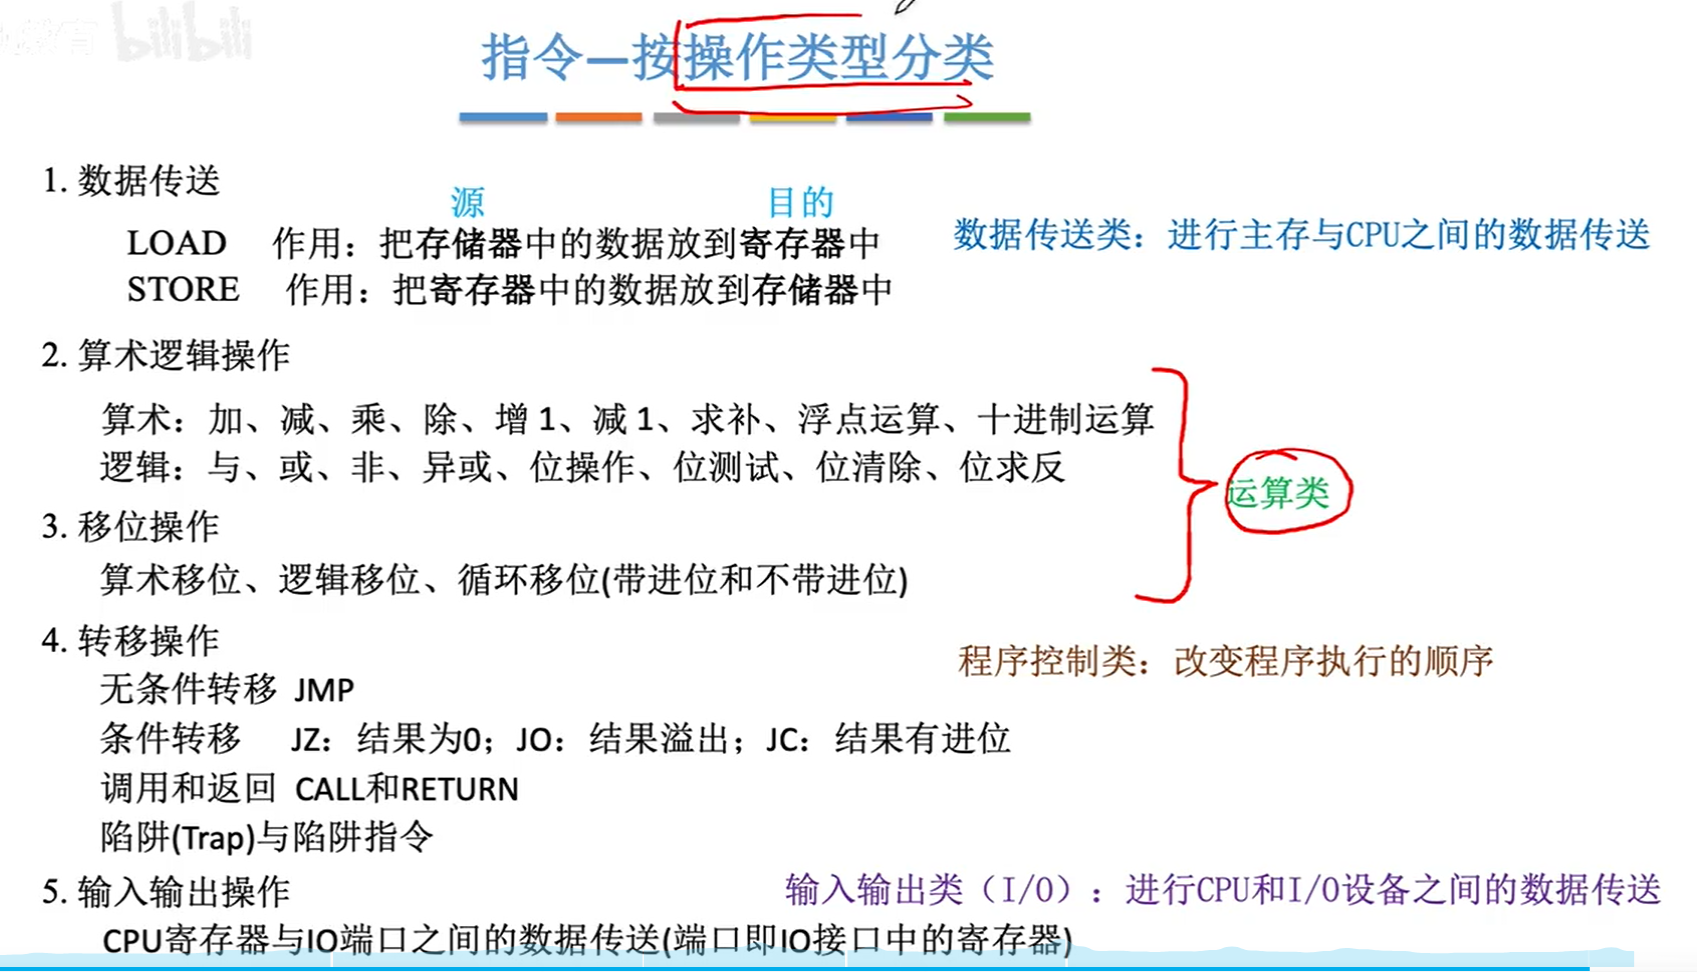 教育 bilibili
指令—按操作类型分类
1. 数据传送
源 目的
LOAD 作用：把存储器中的数据放到寄存器中
数据传送类：进行主存与CPU之间的数据传送
STORE 作用：把寄存器中的数据放到存储器中
2. 算术逻辑操作
算术：加、减、乘、除、增 1、减 1、求补、浮点运算、十进制运算
逻辑：与、或、非、异或、位操作、位测试、位清除、位求反
运算类
3. 移位操作
算术移位、逻辑移位、循环移位(带进位和不带进位)
4. 转移操作
程序控制类：改变程序执行的顺序
无条件转移 JMP
条件转移 JZ：结果为0；JO：结果溢出；JC：结果有进位
调用和返回 CALL和RETURN
陷阱(Trap)与陷阱指令
5. 输入输出操作
输入输出类（I/O）：进行CPU和I/O设备之间的数据传送
CPU寄存器与IO端口之间的数据传送(端口即IO接口中的寄存器)